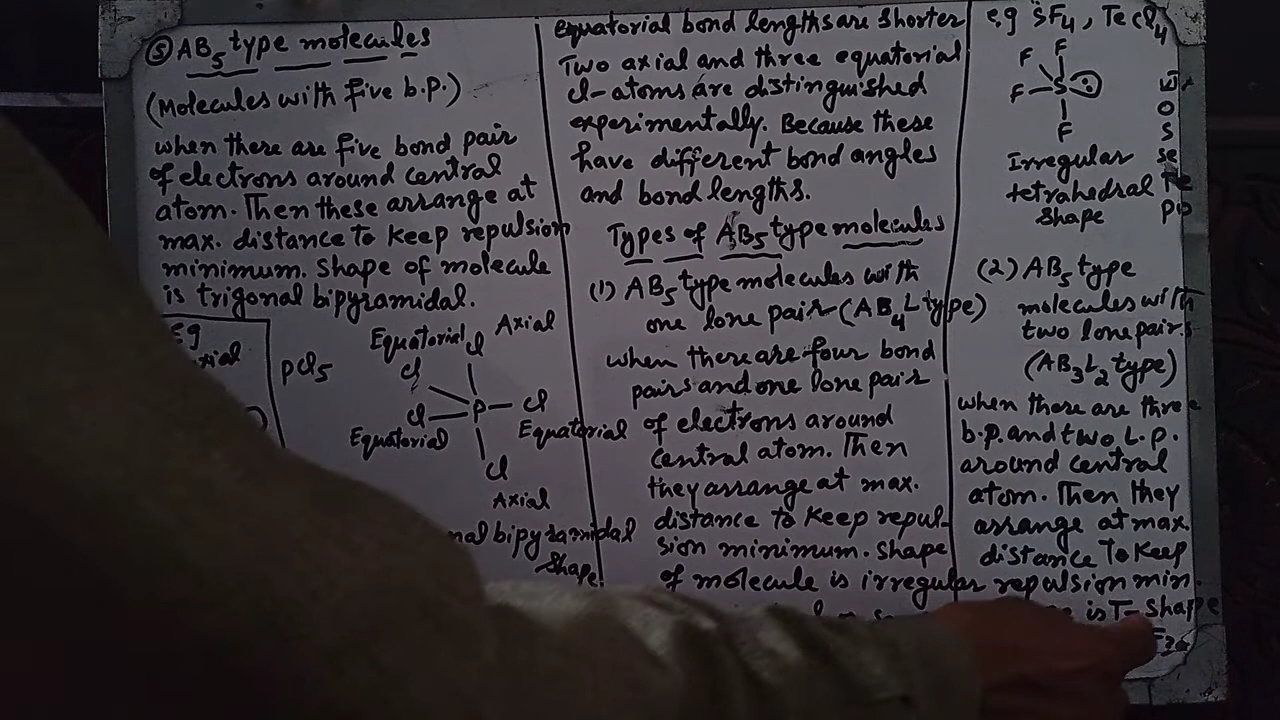 ⑤ AB5 type molecules
(Molecules with five b.p.)
when there are five bond pair
of electrons around central
atom. Then these arrange at
max. distance to keep repulsion
minimum. Shape of molecule
is trigonal bipyramidal.
Eg
PCl5
Equatorial
Axial
Cl
Cl
Cl
P
Cl
Equatorial
Equatorial
Cl
Axial
bipyramidal
Shape
Equatorial bond lengths are shorter
Two axial and three equatorial
Cl-atoms are distinguished
experimentally. Because these
have different bond angles
and bond lengths.
Types of AB5 type molecules
(1) AB5 type molecules with
one lone pair (AB4L type)
when there are four bond
pairs and one lone pair
of electrons around
central atom. Then
they arrange at max.
distance to keep repul-
sion minimum. Shape
of molecule is irregular
e.g SF4, TeCl4
F
F
F
S
F
Irregular
tetrahedral
Shape
O
S
Se
Te
Po
(2) AB5 type
molecules with
two lone pairs
(AB3L2 type)
when there are three
b.p. and two L.p.
around central
atom. Then they
arrange at max.
distance to keep
repulsion min.
is T-Shape